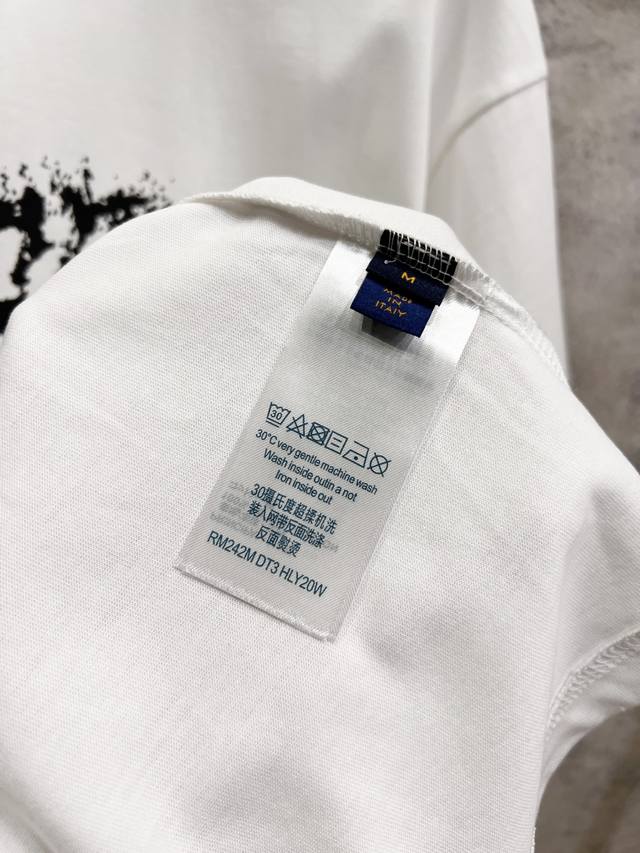 M
MADE
IN
ITALY
30
30°C very gentle machine wash
Wash inside outin a not
Iron inside out
30摄氏度超揉机洗
装入网带反面洗涤
反面熨烫
RM242M DT3 HLY20W